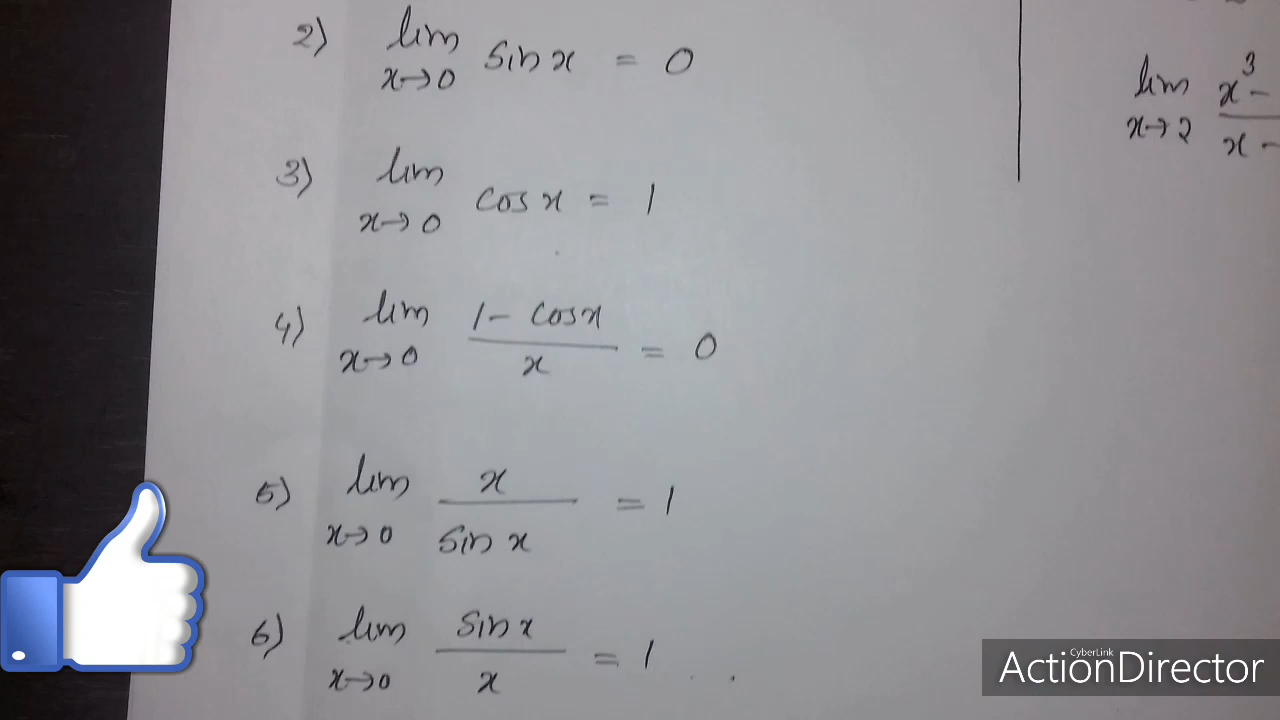 2) lim x→0 sin x = 0
3) lim x→0 cos x = 1
4) lim x→0 (1 - cos x)/x = 0
5) lim x→0 x/sin x = 1
6) lim x→0 sin x/x = 1
lim x→2 x³ -
x -
CyberLink
ActionDirector